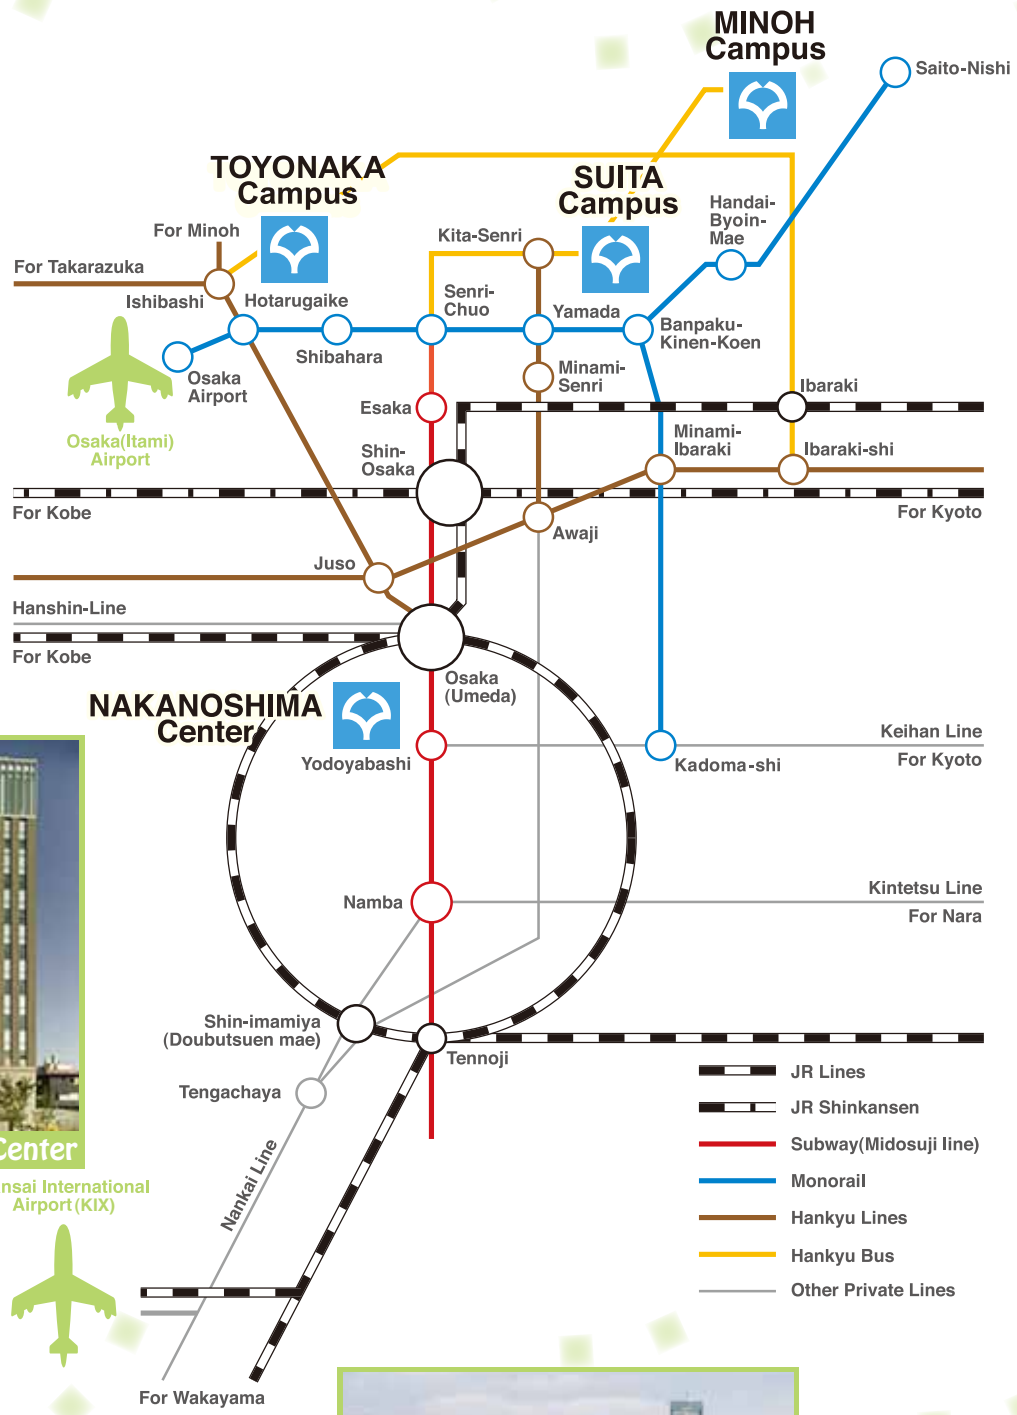 MINOH
Campus
Saito-Nishi
TOYONAKA
Campus
SUITA
Campus
Handai-
Byoin-
Mae
For Minoh
Kita-Senri
For Takarazuka
Ishibashi
Hotarugaike
Senri-
Chuo
Yamada
Banpaku-
Kinen-Koen
Shibahara
Osaka
Airport
Minami-
Senri
Ibaraki
Esaka
Osaka(Itami)
Airport
Shin-
Osaka
Minami-
Ibaraki
Ibaraki-shi
For Kobe
For Kyoto
Awaji
Juso
Hanshin-Line
For Kobe
Osaka
(Umeda)
NAKANOSHIMA
Center
Yodoyabashi
Keihan Line
For Kyoto
Kadoma-shi
Namba
Kintetsu Line
For Nara
Shin-imamiya
(Doubutsuen mae)
Tennoji
Tengachaya
JR Lines
JR Shinkansen
Subway(Midosuji line)
Monorail
Hankyu Lines
Hankyu Bus
Other Private Lines
Center
nsai International
Airport(KIX)
Nankai Line
For Wakayama